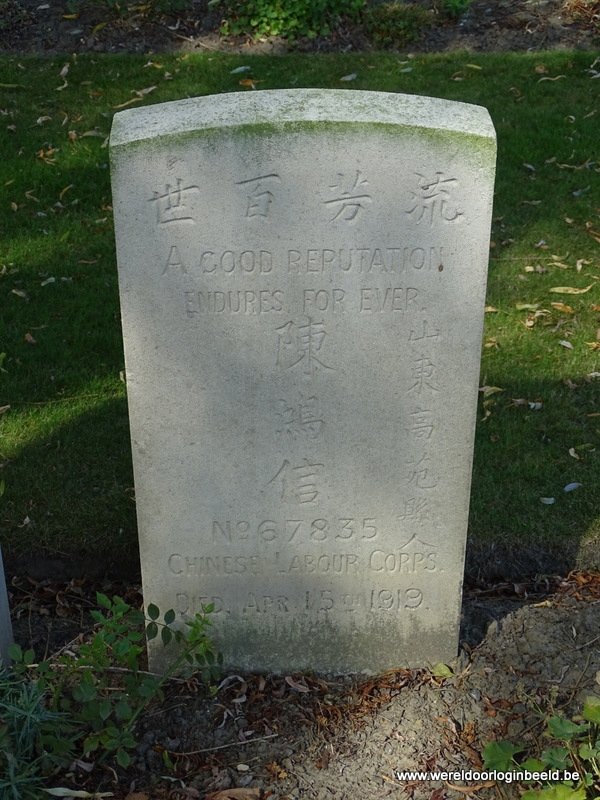 流芳百世
A GOOD REPUTATION
ENDURES FOR EVER.
山東高苑縣人
陳鴻信
No 67835
CHINESE LABOUR CORPS.
DIED. APR. 15TH 1919.
www.wereldoorloginbeeld.be